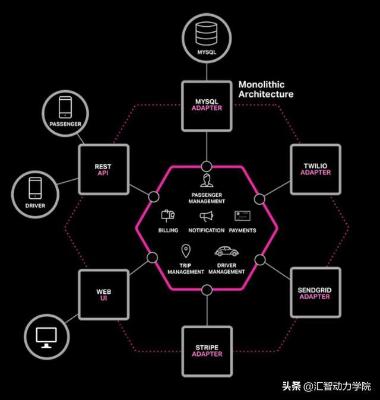 MYSQL
Monolithic
Architecture
MYSQL
ADAPTER
PASSENGER
REST
API
TWILIO
ADAPTER
PASSENGER
MANAGEMENT
DRIVER
BILLING
NOTIFICATION
PAYMENTS
TRIP
MANAGEMENT
DRIVER
MANAGEMENT
WEB
UI
SENDGRID
ADAPTER
STRIPE
ADAPTER
头条 @汇智动力学院